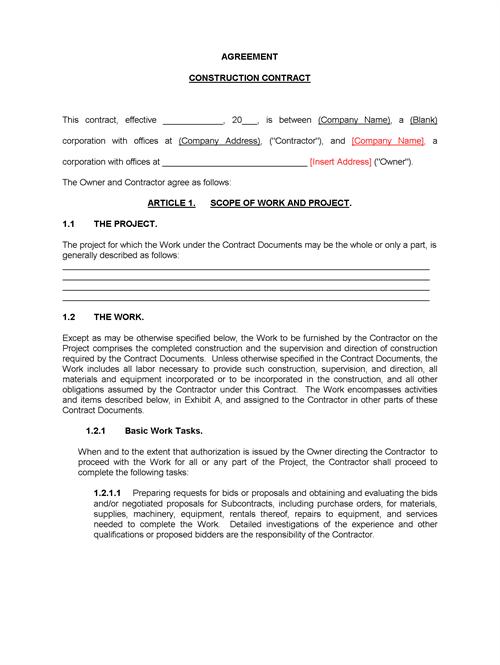 AGREEMENT
CONSTRUCTION CONTRACT
This contract, effective _____________, 20___, is between (Company Name), a (Blank)
corporation with offices at (Company Address), ("Contractor"), and [Company Name], a
corporation with offices at _______________________________ [Insert Address] ("Owner").
The Owner and Contractor agree as follows:
ARTICLE 1. SCOPE OF WORK AND PROJECT.
1.1 THE PROJECT.
The project for which the Work under the Contract Documents may be the whole or only a part, is
generally described as follows:
1.2 THE WORK.
Except as may be otherwise specified below, the Work to be furnished by the Contractor on the
Project comprises the completed construction and the supervision and direction of construction
required by the Contract Documents. Unless otherwise specified in the Contract Documents, the
Work includes all labor necessary to provide such construction, supervision, and direction, all
materials and equipment incorporated or to be incorporated in the construction, and all other
obligations assumed by the Contractor under this Contract. The Work encompasses activities
and items described below, in Exhibit A, and assigned to the Contractor in other parts of these
Contract Documents.
1.2.1 Basic Work Tasks.
When and to the extent that authorization is issued by the Owner directing the Contractor to
proceed with the Work for all or any part of the Project, the Contractor shall proceed to
complete the following tasks:
1.2.1.1 Preparing requests for bids or proposals and obtaining and evaluating the bids
and/or negotiated proposals for Subcontracts, including purchase orders, for materials,
supplies, machinery, equipment, rentals thereof, repairs to equipment, and services
needed to complete the Work. Detailed investigations of the experience and other
qualifications or proposed bidders are the responsibility of the Contractor.